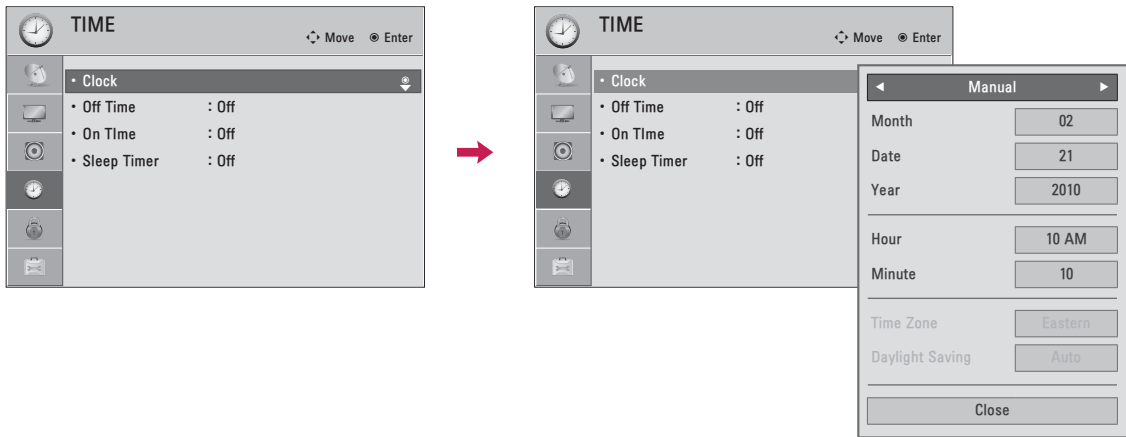 TIME
Move Enter
• Clock
• Off Time : Off
• On TIme : Off
• Sleep Timer : Off
TIME
Move Enter
• Clock
• Off Time : Off
• On TIme : Off
• Sleep Timer : Off
Manual
Month 02
Date 21
Year 2010
Hour 10 AM
Minute 10
Time Zone Eastern
Daylight Saving Auto
Close